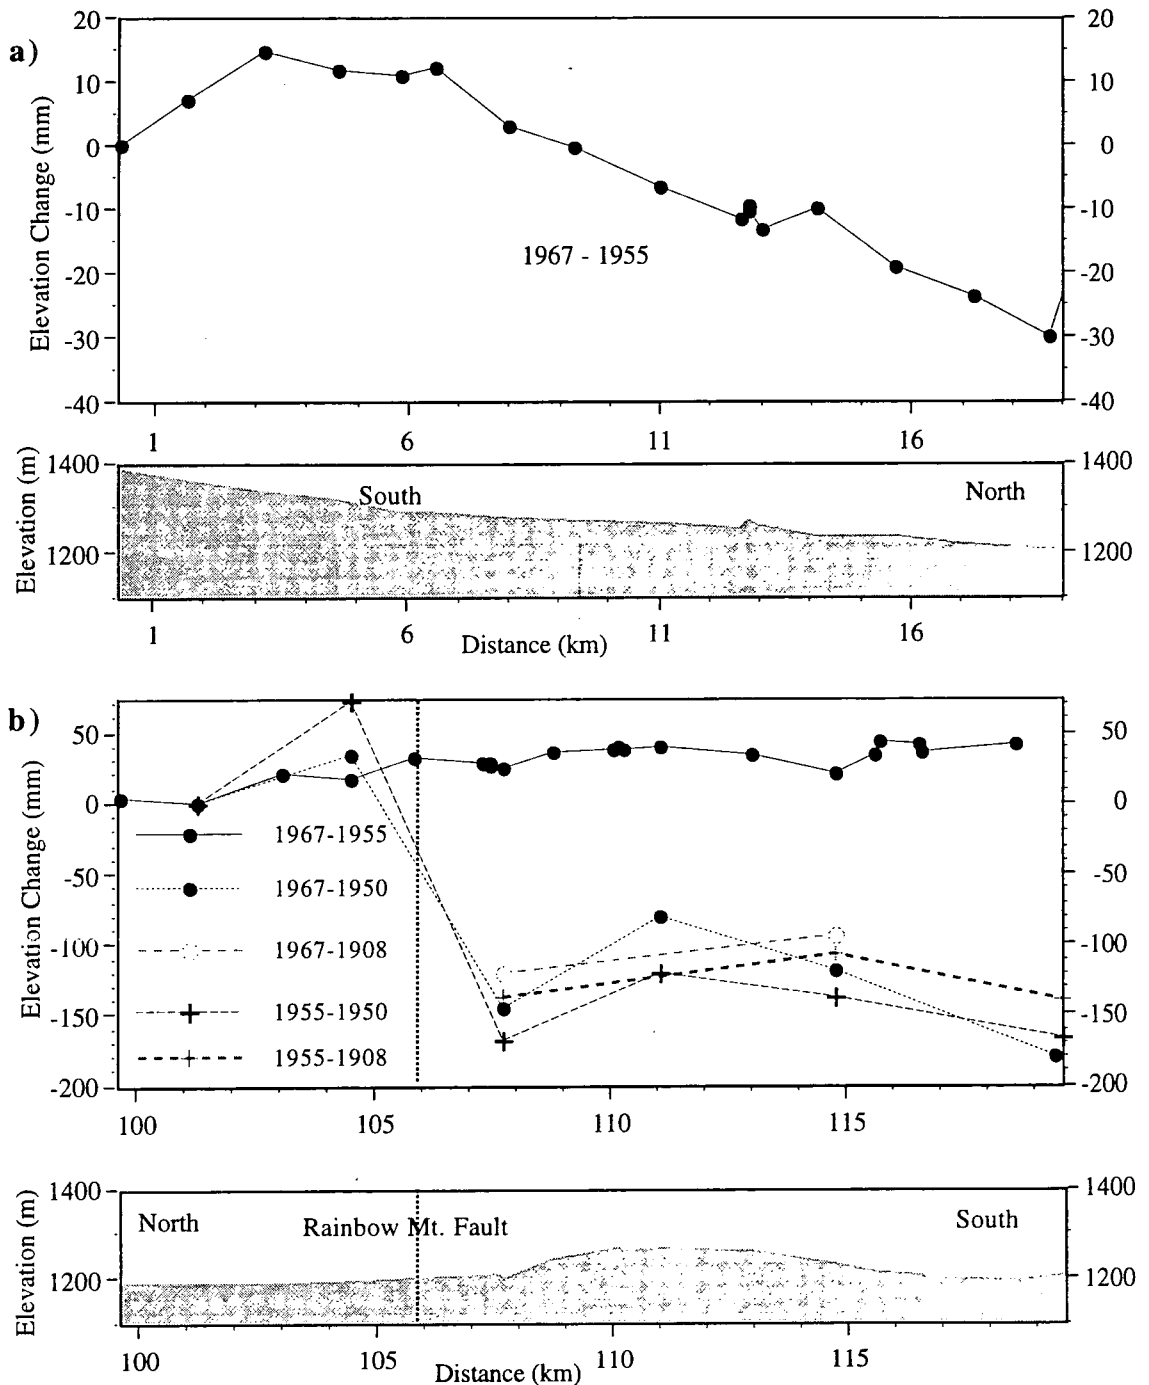 a)
20
20
10
10
0
0
-10
-10
-20
-20
-30
-30
-40
-40
Elevation Change (mm)
1967 - 1955
1 6 11 16
1400
1400
1200
1200
Elevation (m)
South
North
1 6 11 16
Distance (km)
b)
50
50
0
0
-50
-50
-100
-100
-150
-150
-200
-200
Elevation Change (mm)
1967-1955
1967-1950
1967-1908
1955-1950
1955-1908
100 105 110 115
1400
1400
1200
1200
Elevation (m)
North
Rainbow Mt. Fault
South
100 105 110 115
Distance (km)